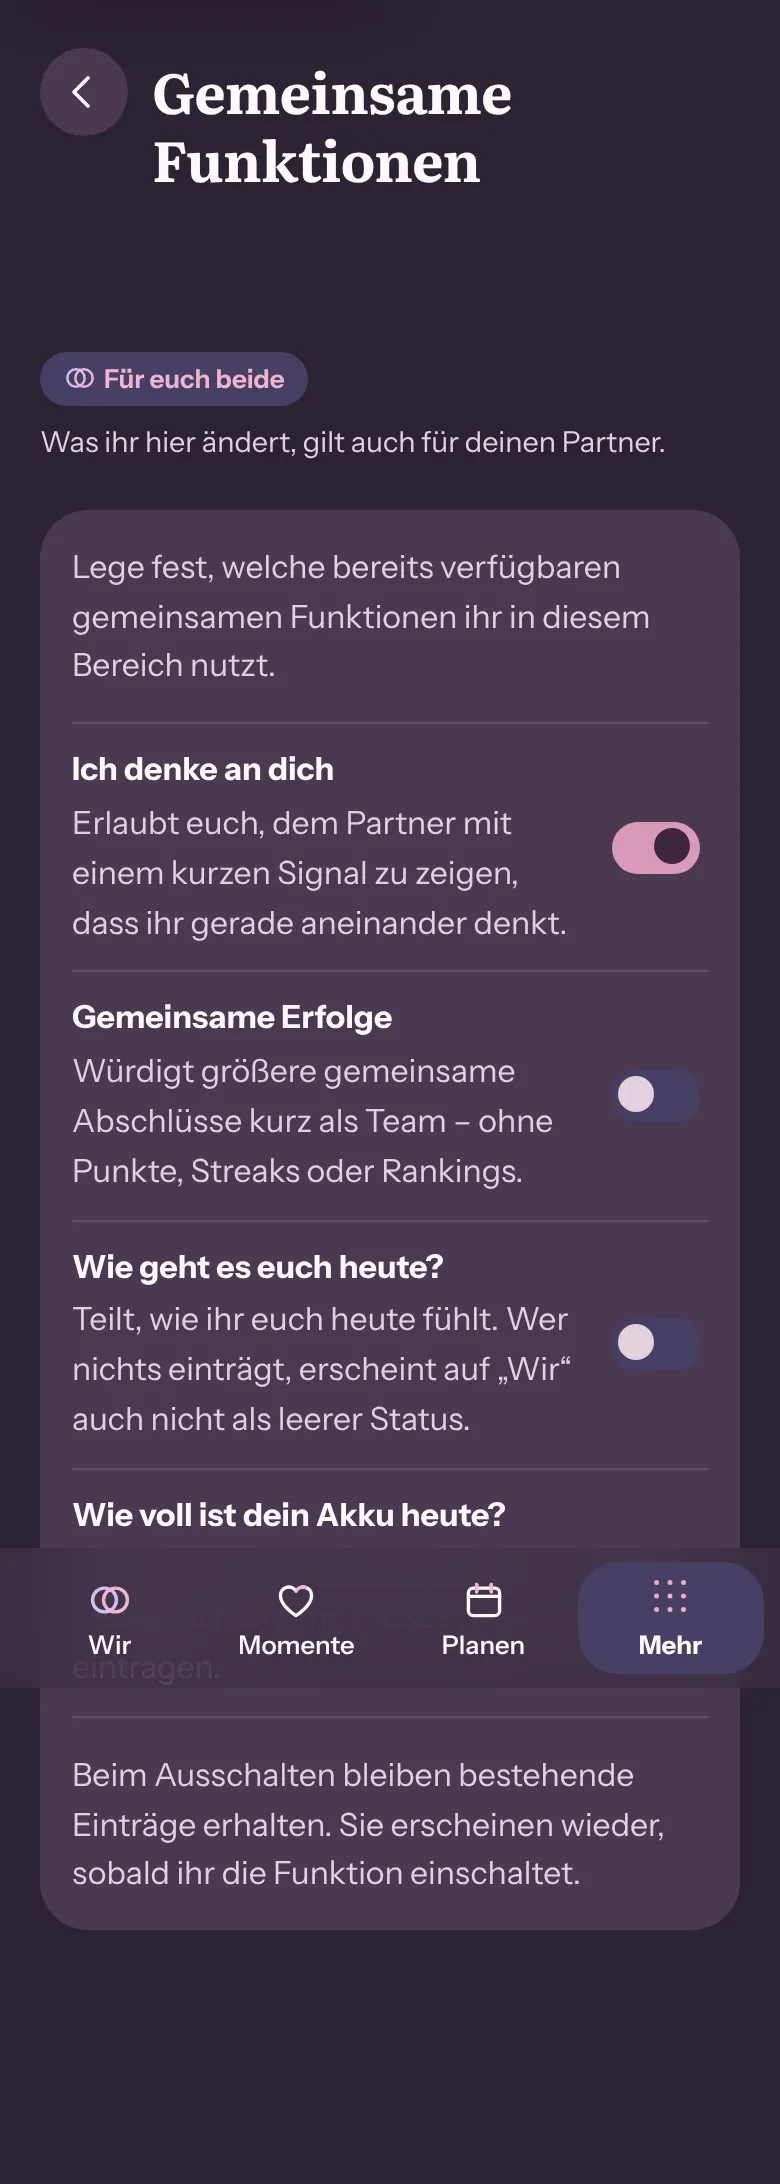 Gemeinsame
Funktionen
Für euch beide
Was ihr hier ändert, gilt auch für deinen Partner.
Lege fest, welche bereits verfügbaren
gemeinsamen Funktionen ihr in diesem
Bereich nutzt.
Ich denke an dich
Erlaubt euch, dem Partner mit
einem kurzen Signal zu zeigen,
dass ihr gerade aneinander denkt.
Gemeinsame Erfolge
Würdigt größere gemeinsame
Abschlüsse kurz als Team – ohne
Punkte, Streaks oder Rankings.
Wie geht es euch heute?
Teilt, wie ihr euch heute fühlt. Wer
nichts einträgt, erscheint auf „Wir“
auch nicht als leerer Status.
Wie voll ist dein Akku heute?
Wir
Momente
Planen
Mehr
eintragen.
Beim Ausschalten bleiben bestehende
Einträge erhalten. Sie erscheinen wieder,
sobald ihr die Funktion einschaltet.